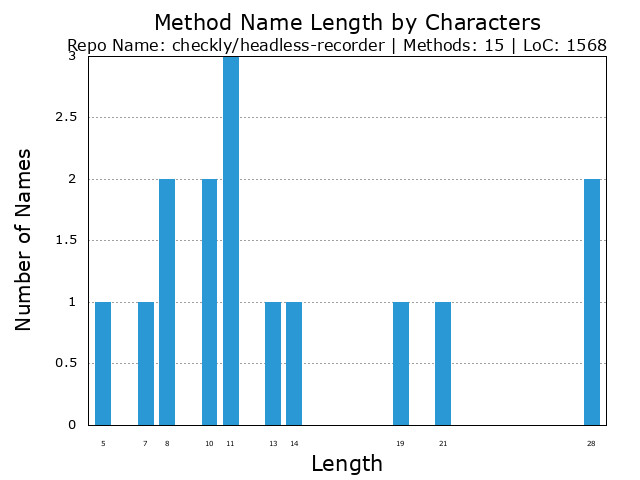 Method Name Length by Characters
Repo Name: checkly/headless-recorder | Methods: 15 | LoC: 1568
3
2.5
2
1.5
1
0.5
0
Number of Names
5 7 8 10 11 13 14 19 21 28
Length